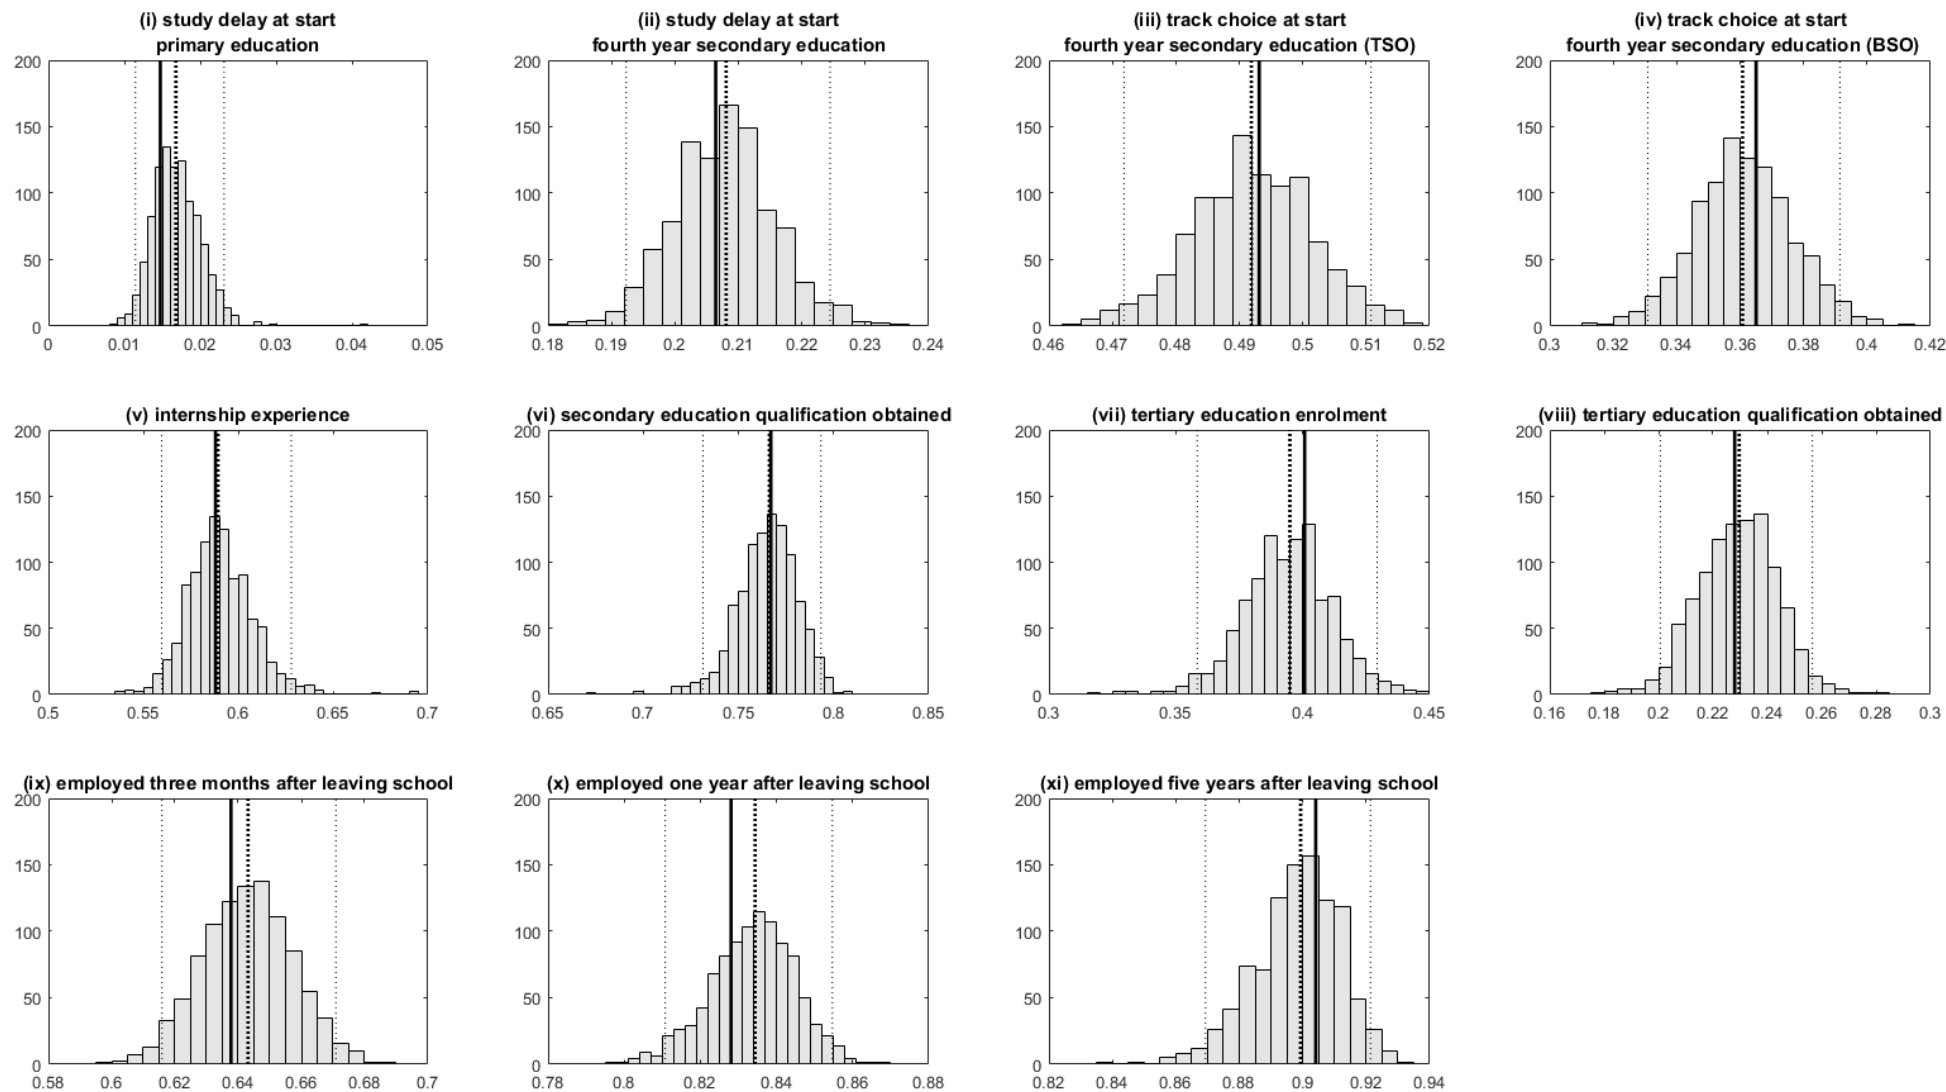 (i) study delay at start
primary education
(ii) study delay at start
fourth year secondary education
(iii) track choice at start
fourth year secondary education (TSO)
(iv) track choice at start
fourth year secondary education (BSO)
200
150
100
50
0
0 0.01 0.02 0.03 0.04 0.05
200
150
100
50
0
0.18 0.19 0.2 0.21 0.22 0.23 0.24
200
150
100
50
0
0.46 0.47 0.48 0.49 0.5 0.51 0.52
200
150
100
50
0
0.3 0.32 0.34 0.36 0.38 0.4 0.42
(v) internship experience
200
150
100
50
0
0.5 0.55 0.6 0.65 0.7
(vi) secondary education qualification obtained
200
150
100
50
0
0.65 0.7 0.75 0.8 0.85
(vii) tertiary education enrolment
200
150
100
50
0
0.3 0.35 0.4 0.45
(viii) tertiary education qualification obtained
200
150
100
50
0
0.16 0.18 0.2 0.22 0.24 0.26 0.28 0.3
(ix) employed three months after leaving school
200
150
100
50
0
0.58 0.6 0.62 0.64 0.66 0.68 0.7
(x) employed one year after leaving school
200
150
100
50
0
0.78 0.8 0.82 0.84 0.86 0.88
(xi) employed five years after leaving school
200
150
100
50
0
0.82 0.84 0.86 0.88 0.9 0.92 0.94